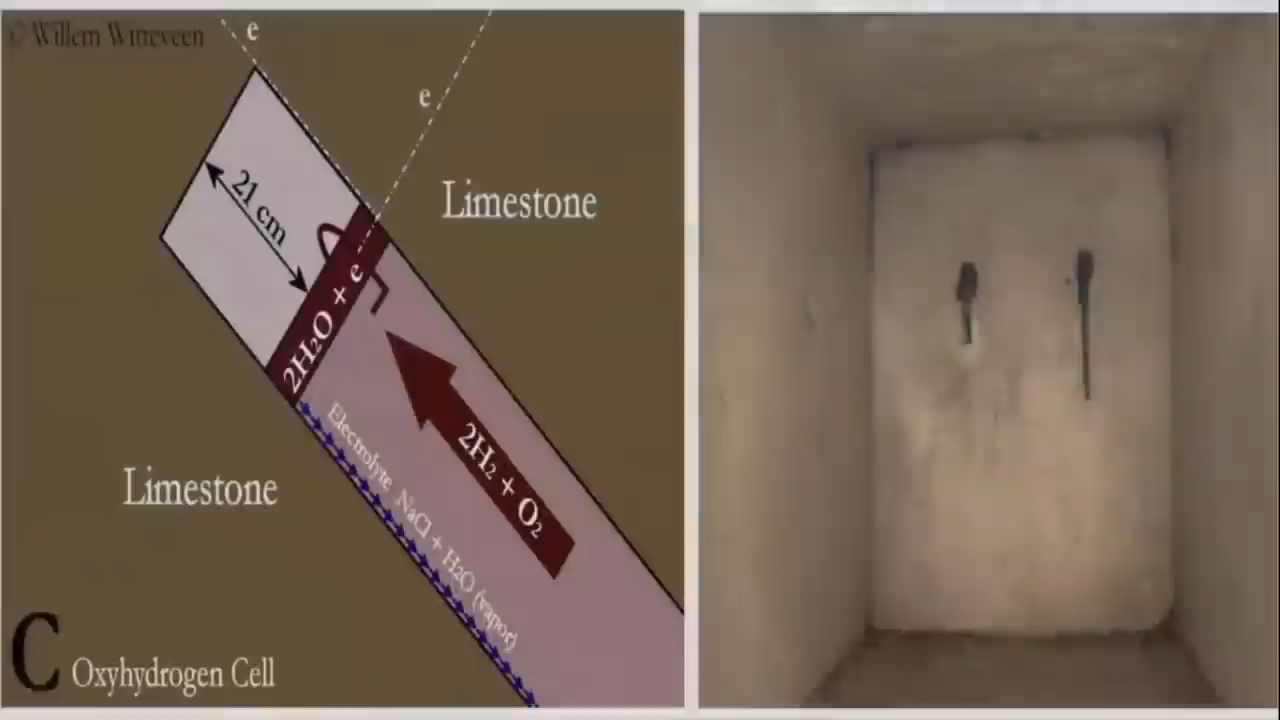 © Willem Witteveen
e
e
21 cm
Limestone
2H₂O + e
2H₂ + O₂
Electrolyte NaCl + H₂O (vapor)
Limestone
C Oxyhydrogen Cell